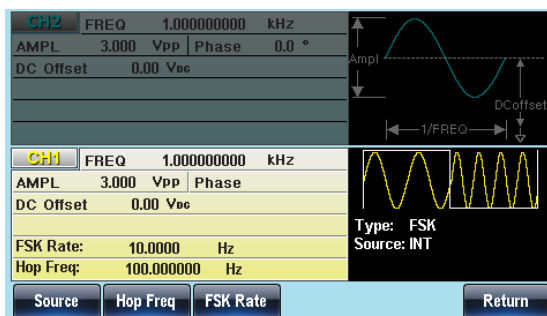 CH2 FREQ 1.000000000 kHz
AMPL 3.000 Vpp Phase 0.0 °
DC Offset 0.00 VDC
Ampl
DCoffset
1/FREQ
CH1 FREQ 1.000000000 kHz
AMPL 3.000 Vpp Phase
DC Offset 0.00 VDC
FSK Rate: 10.0000 Hz
Hop Freq: 100.000000 Hz
Type: FSK
Source: INT
Source Hop Freq FSK Rate Return